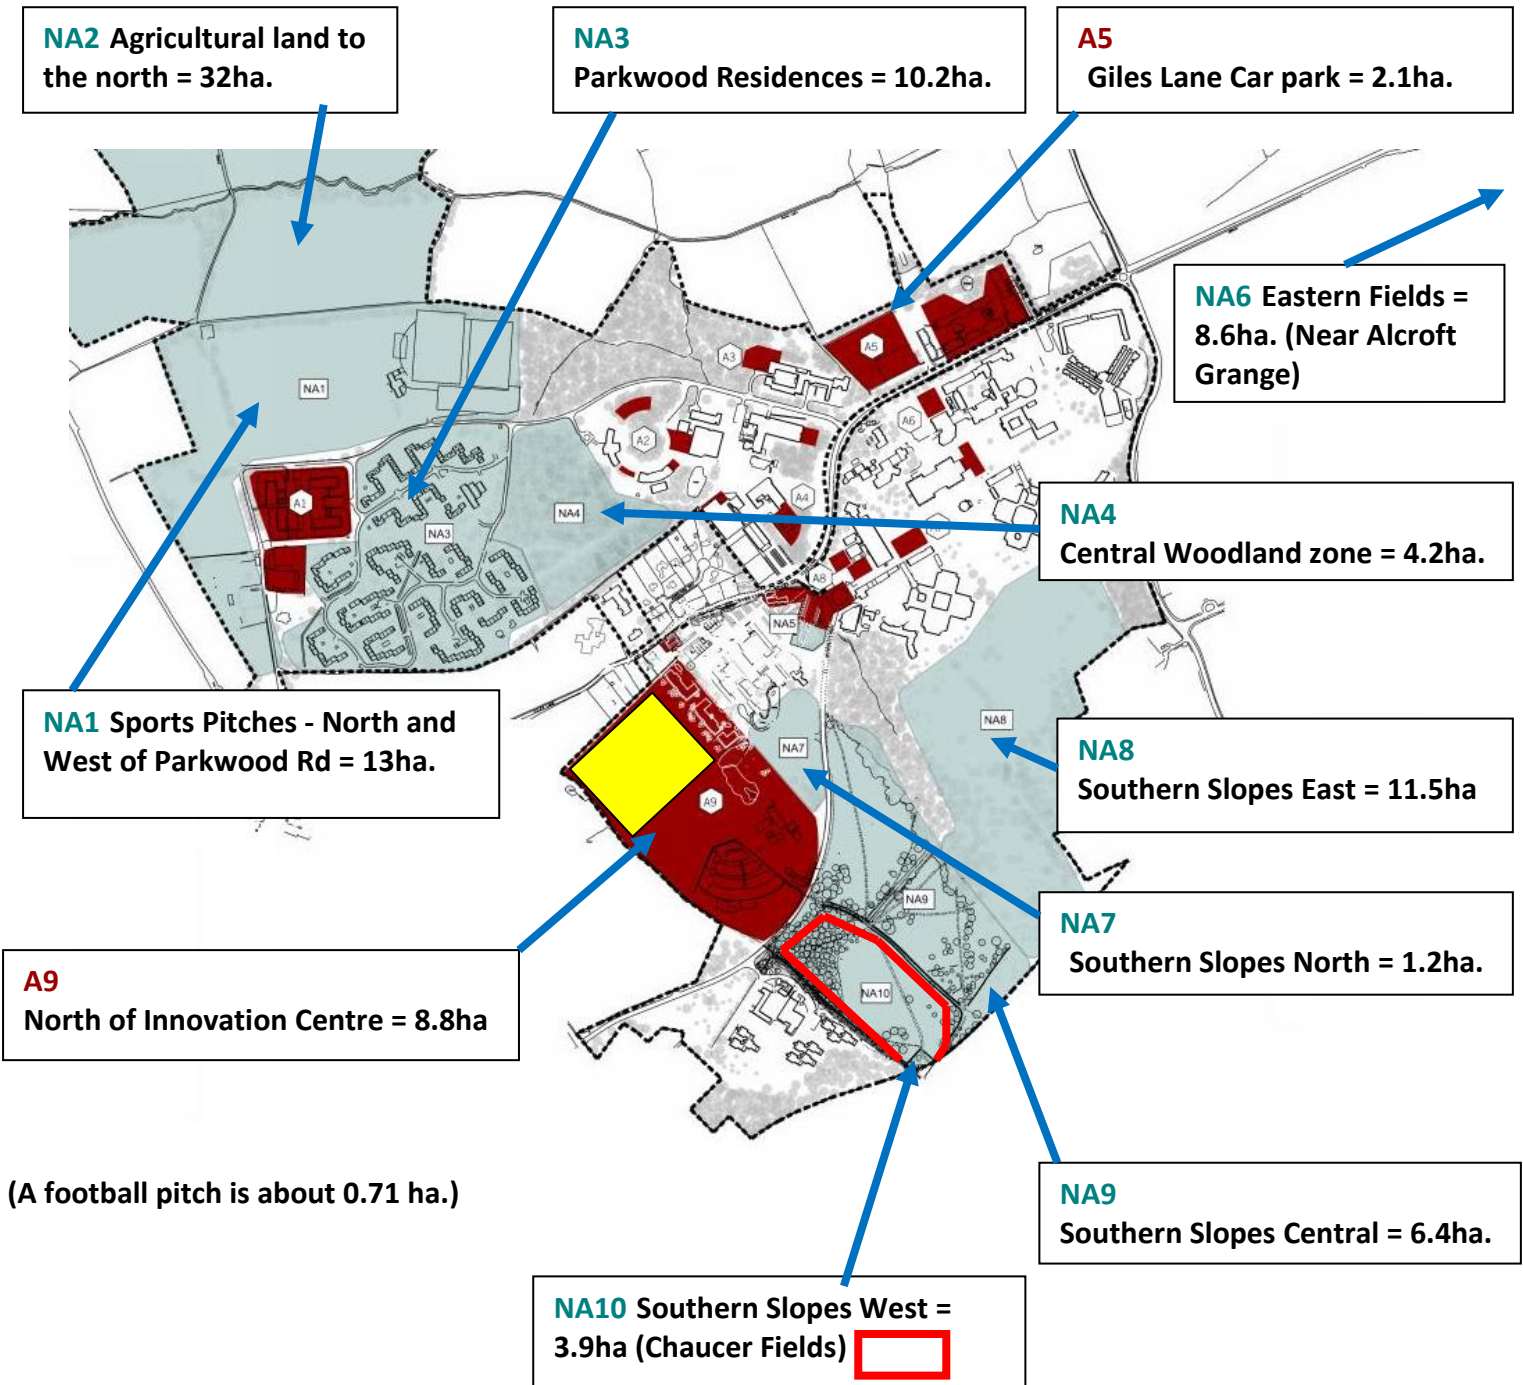 NA2 Agricultural land to
the north = 32ha.
NA3
Parkwood Residences = 10.2ha.
A5
Giles Lane Car park = 2.1ha.
NA6 Eastern Fields =
8.6ha. (Near Alcroft
Grange)
NA1
A5
A3
A6
A2
A1
A4
NA3
NA4
NA4
Central Woodland zone = 4.2ha.
A8
NA5
NA1 Sports Pitches - North and
West of Parkwood Rd = 13ha.
NA8
NA7
NA8
Southern Slopes East = 11.5ha
A9
NA9
NA7
Southern Slopes North = 1.2ha.
A9
North of Innovation Centre = 8.8ha
NA10
(A football pitch is about 0.71 ha.)
NA9
Southern Slopes Central = 6.4ha.
NA10 Southern Slopes West =
3.9ha (Chaucer Fields)